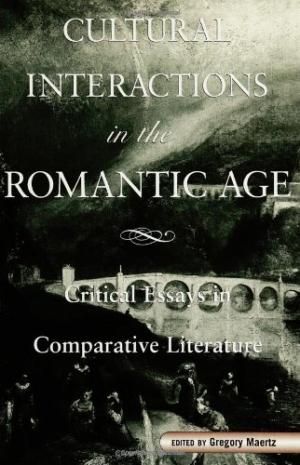 CULTURAL
INTERACTIONS
in the
ROMANTIC AGE
Critical Essays in
Comparative Literature
EDITED BY Gregory Maertz